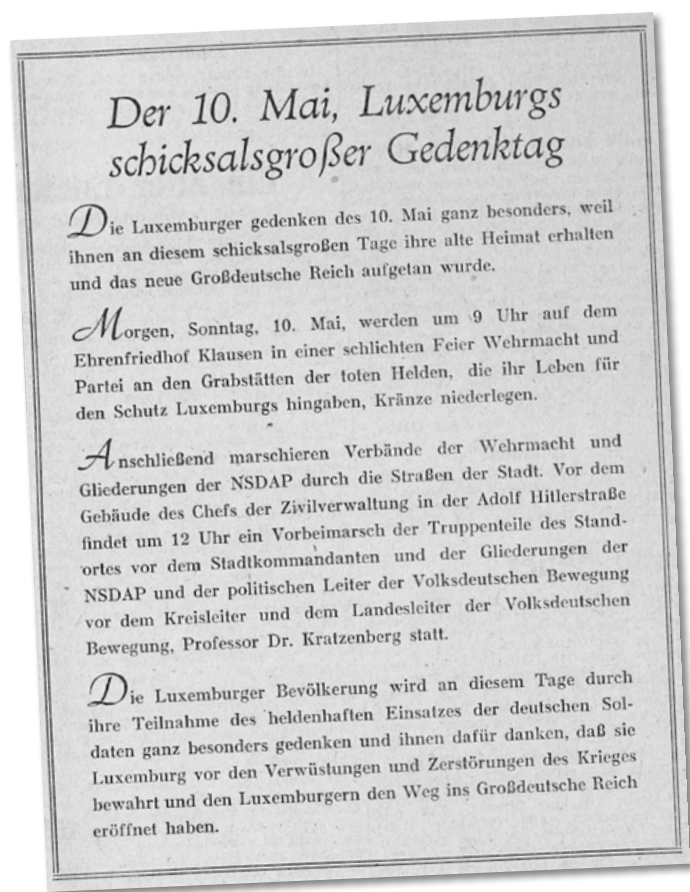 Der 10. Mai, Luxemburgs
schicksalsgroßer Gedenktag
Die Luxemburger gedenken des 10. Mai ganz besonders, weil
ihnen an diesem schicksalsgroßen Tage ihre alte Heimat erhalten
und das neue Großdeutsche Reich aufgetan wurde.
Morgen, Sonntag, 10. Mai, werden um 9 Uhr auf dem
Ehrenfriedhof Klausen in einer schlichten Feier Wehrmacht und
Partei an den Grabstätten der toten Helden, die ihr Leben für
den Schutz Luxemburgs hingaben, Kränze niederlegen.
Anschließend marschieren Verbände der Wehrmacht und
Gliederungen der NSDAP durch die Straßen der Stadt. Vor dem
Gebäude des Chefs der Zivilverwaltung in der Adolf Hitlerstraße
findet um 12 Uhr ein Vorbeimarsch der Truppenteile des Stand-
ortes vor dem Stadtkommandanten und der Gliederungen der
NSDAP und der politischen Leiter der Volksdeutschen Bewegung
vor dem Kreisleiter und dem Landesleiter der Volksdeutschen
Bewegung, Professor Dr. Kratzenberg statt.
Die Luxemburger Bevölkerung wird an diesem Tage durch
ihre Teilnahme des heldenhaften Einsatzes der deutschen Sol-
daten ganz besonders gedenken und ihnen dafür danken, daß sie
Luxemburg vor den Verwüstungen und Zerstörungen des Krieges
bewahrt und den Luxemburgern den Weg ins Großdeutsche Reich
eröffnet haben.